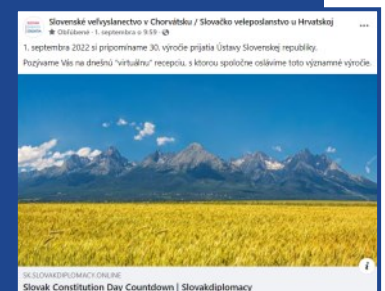 Slovenské veľvyslanectvo v Chorvátsku / Slovačko veleposlanstvo u Hrvatskoj
Obľúbené · 1. septembra o 9:59
1. septembra 2022 si pripomíname 30. výročie prijatia Ústavy Slovenskej republiky.
Pozývame Vás na dnešnú "virtuálnu" recepciu, s ktorou spoločne oslávime toto významné výročie.
SK.SLOVAKDIPLOMACY.ONLINE
Slovak Constitution Day Countdown | Slovakdiplomacy